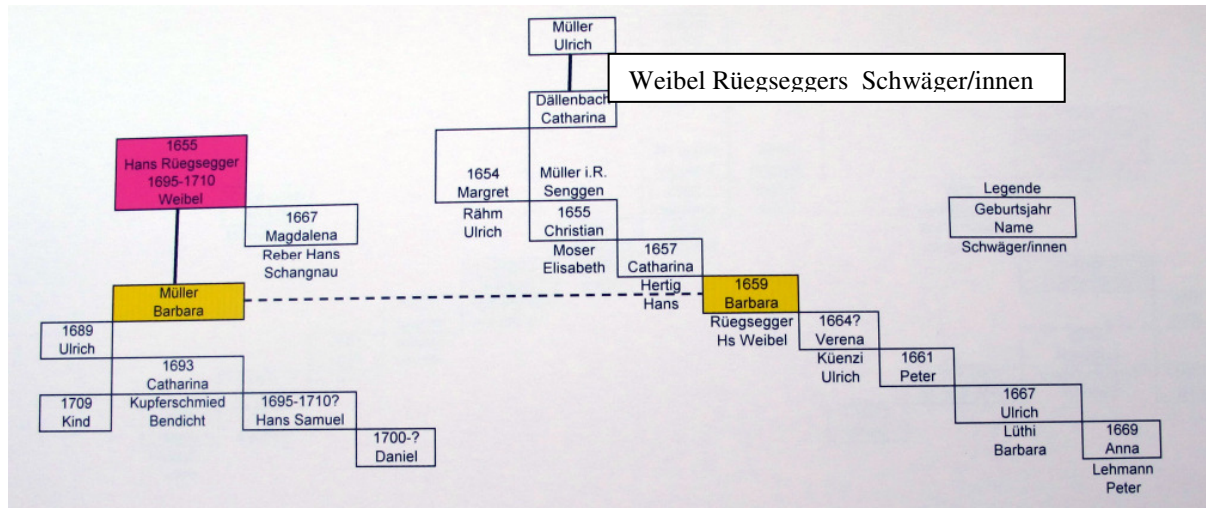 Müller
Ulrich
Weibel Rüegseggers Schwäger/innen
Dällenbach
Catharina
1655
Hans Rüegsegger
1695-1710
Weibel
1667
Magdalena
Reber Hans
Schangnau
Müller
Barbara
1689
Ulrich
1693
Catharina
Kupferschmied
Bendicht
1709
Kind
1695-1710?
Hans Samuel
1700-?
Daniel
1654
Margret
Rähm
Ulrich
Müller i.R.
Senggen
1655
Christian
Moser
Elisabeth
1657
Catharina
Hertig
Hans
1659
Barbara
Rüegsegger
Hs Weibel
1664?
Verena
Küenzi
Ulrich
1661
Peter
1667
Ulrich
Lüthi
Barbara
1669
Anna
Lehmann
Peter
Legende
Geburtsjahr
Name
Schwäger/innen